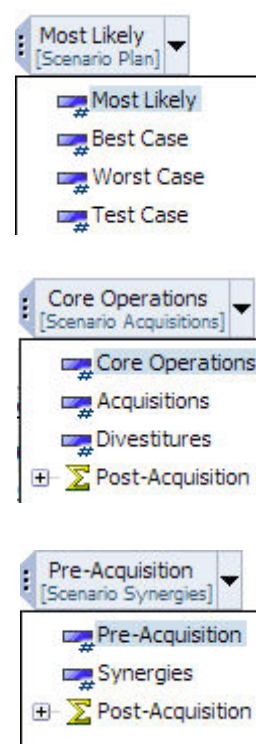 Most Likely
[Scenario Plan]
Most Likely
Best Case
Worst Case
Test Case
Core Operations
[Scenario Acquisitions]
Core Operations
Acquisitions
Divestitures
Post-Acquisition
Pre-Acquisition
[Scenario Synergies]
Pre-Acquisition
Synergies
Post-Acquisition